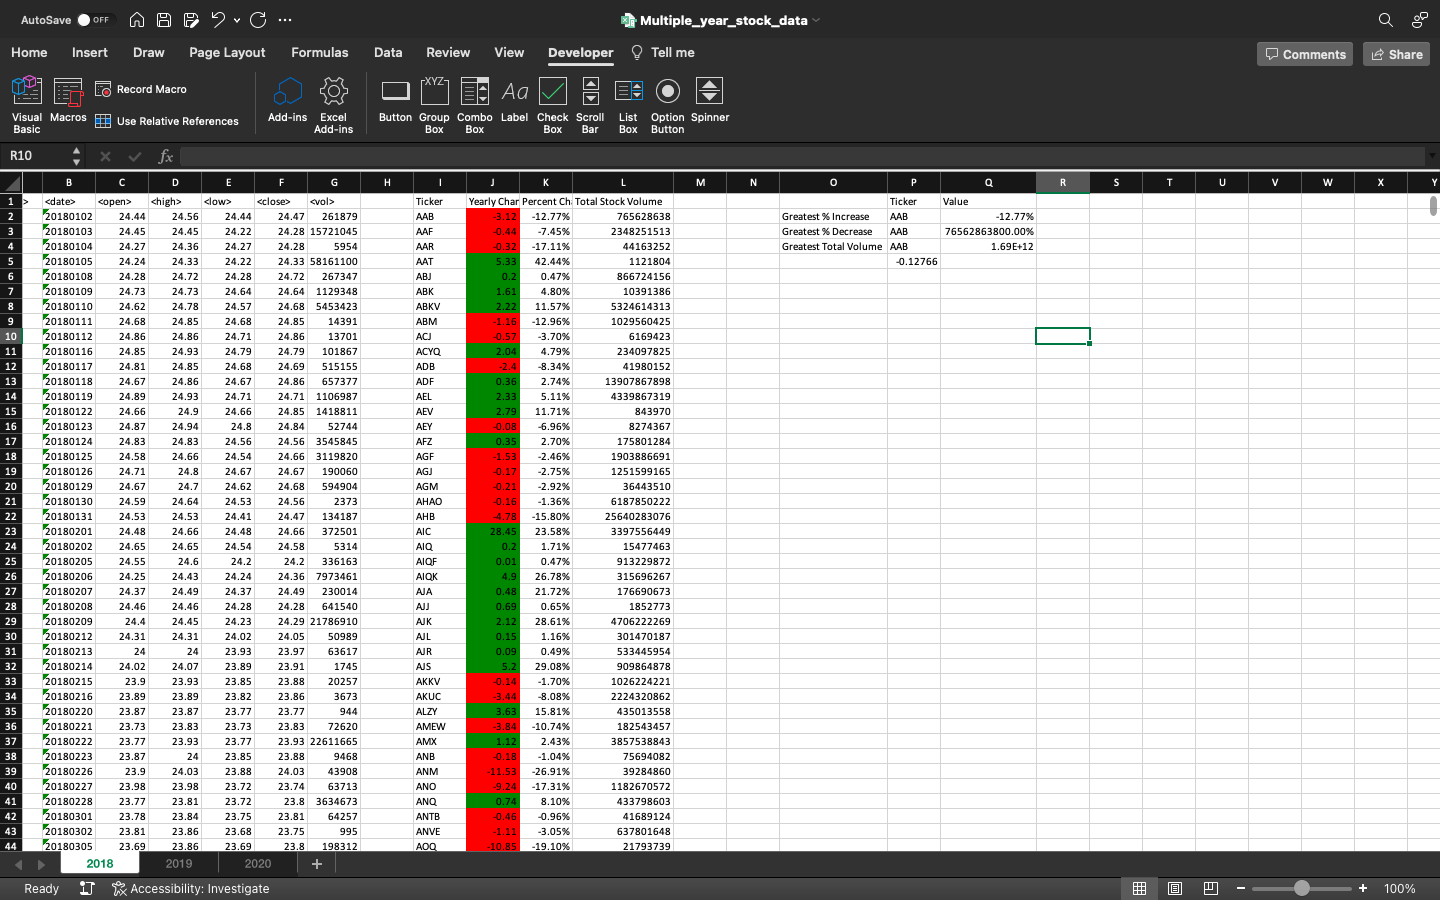 AutoSave OFF ... Multiple_year_stock_data
Home Insert Draw Page Layout Formulas Data Review View Developer Tell me Comments Share
Visual Basic Macros Record Macro Use Relative References Add-ins Excel Add-ins Button XYZ Group Box Combo Box Aa Label Check Box Scroll Bar List Box Option Button Spinner
R10 fx
B C D E F G H I J K L M N O P Q R S T U V W X Y
1 > <date> <open> <high> <low> <close> <vol> Ticker Yearly Char Percent Ch Total Stock Volume Ticker Value
2 20180102 24.44 24.56 24.44 24.47 261879 AAB -3.12 -12.77% 765628638 Greatest % Increase AAB -12.77%
3 20180103 24.45 24.45 24.22 24.28 15721045 AAF -0.44 -7.45% 2348251513 Greatest % Decrease AAB 76562863800.00%
4 20180104 24.27 24.36 24.27 24.28 5954 AAR -0.32 -17.11% 44163252 Greatest Total Volume AAB 1.69E+12
5 20180105 24.24 24.33 24.22 24.33 58161100 AAT 5.33 42.44% 1121804 -0.12766
6 20180108 24.28 24.72 24.28 24.72 267347 ABJ 0.2 0.47% 866724156
7 20180109 24.73 24.73 24.64 24.64 1129348 ABK 1.61 4.80% 10391386
8 20180110 24.62 24.78 24.57 24.68 5453423 ABKV 2.22 11.57% 5324614313
9 20180111 24.68 24.85 24.68 24.85 14391 ABM -1.16 -12.96% 1029560425
10 20180112 24.86 24.86 24.71 24.86 13701 ACJ -0.57 -3.70% 6169423
11 20180116 24.85 24.93 24.79 24.79 101867 ACYQ 2.04 4.79% 234097825
12 20180117 24.81 24.85 24.68 24.69 515155 ADB -2.4 -8.34% 41980152
13 20180118 24.67 24.86 24.67 24.86 657377 ADF 0.36 2.74% 13907867898
14 20180119 24.89 24.93 24.71 24.71 1106987 AEL 2.33 5.11% 4339867319
15 20180122 24.66 24.9 24.66 24.85 1418811 AEV 2.79 11.71% 843970
16 20180123 24.87 24.94 24.8 24.84 52744 AEY -0.08 -6.96% 8274367
17 20180124 24.83 24.83 24.56 24.56 3545845 AFZ 0.35 2.70% 175801284
18 20180125 24.58 24.66 24.54 24.66 3119820 AGF -1.53 -2.46% 1903886691
19 20180126 24.71 24.8 24.67 24.67 190060 AGJ -0.17 -2.75% 1251599165
20 20180129 24.67 24.7 24.62 24.68 594904 AGM -0.21 -2.92% 36443510
21 20180130 24.59 24.64 24.53 24.56 2373 AHAO -0.16 -1.36% 6187850222
22 20180131 24.53 24.53 24.41 24.47 134187 AHB -4.78 -15.80% 25640283076
23 20180201 24.48 24.66 24.48 24.66 372501 AIC 28.45 23.58% 3397556449
24 20180202 24.65 24.65 24.54 24.58 5314 AIQ 0.2 1.71% 15477463
25 20180205 24.55 24.6 24.2 24.2 336163 AIQF 0.01 0.47% 913229872
26 20180206 24.25 24.43 24.24 24.36 7973461 AIQK 4.9 26.78% 315696267
27 20180207 24.37 24.49 24.37 24.49 230014 AJA 0.48 21.72% 176690673
28 20180208 24.46 24.46 24.28 24.28 641540 AJJ 0.69 0.65% 1852773
29 20180209 24.4 24.45 24.23 24.29 21786910 AJK 2.12 28.61% 4706222269
30 20180212 24.31 24.31 24.02 24.05 50989 AJL 0.15 1.16% 301470187
31 20180213 24 24 23.93 23.97 63617 AJR 0.09 0.49% 533445954
32 20180214 24.02 24.07 23.89 23.91 1745 AJS 5.2 29.08% 909864878
33 20180215 23.9 23.93 23.85 23.88 20257 AKKV -0.14 -1.70% 1026224221
34 20180216 23.89 23.89 23.82 23.86 3673 AKUC -3.44 -8.08% 2224320862
35 20180220 23.87 23.87 23.77 23.77 944 ALZY 3.63 15.81% 435013558
36 20180221 23.73 23.83 23.73 23.83 72620 AMEW -3.84 -10.74% 182543457
37 20180222 23.77 23.93 23.77 23.93 22611665 AMX 1.12 2.43% 3857538843
38 20180223 23.87 24 23.85 23.88 9468 ANB -0.18 -1.04% 75694082
39 20180226 23.9 24.03 23.88 24.03 43908 ANM -11.53 -26.91% 39284860
40 20180227 23.98 23.98 23.72 23.74 63713 ANO -9.24 -17.31% 1182670572
41 20180228 23.77 23.81 23.72 23.8 3634673 ANQ 0.74 8.10% 433798603
42 20180301 23.78 23.84 23.75 23.81 64257 ANTB -0.46 -0.96% 41689124
43 20180302 23.81 23.86 23.68 23.75 995 ANVE -1.11 -3.05% 637801648
44 20180305 23.69 23.86 23.69 23.8 198312 AOQ -10.85 -19.10% 21793739
2018 2019 2020 +
Ready Accessibility: Investigate - + 100%